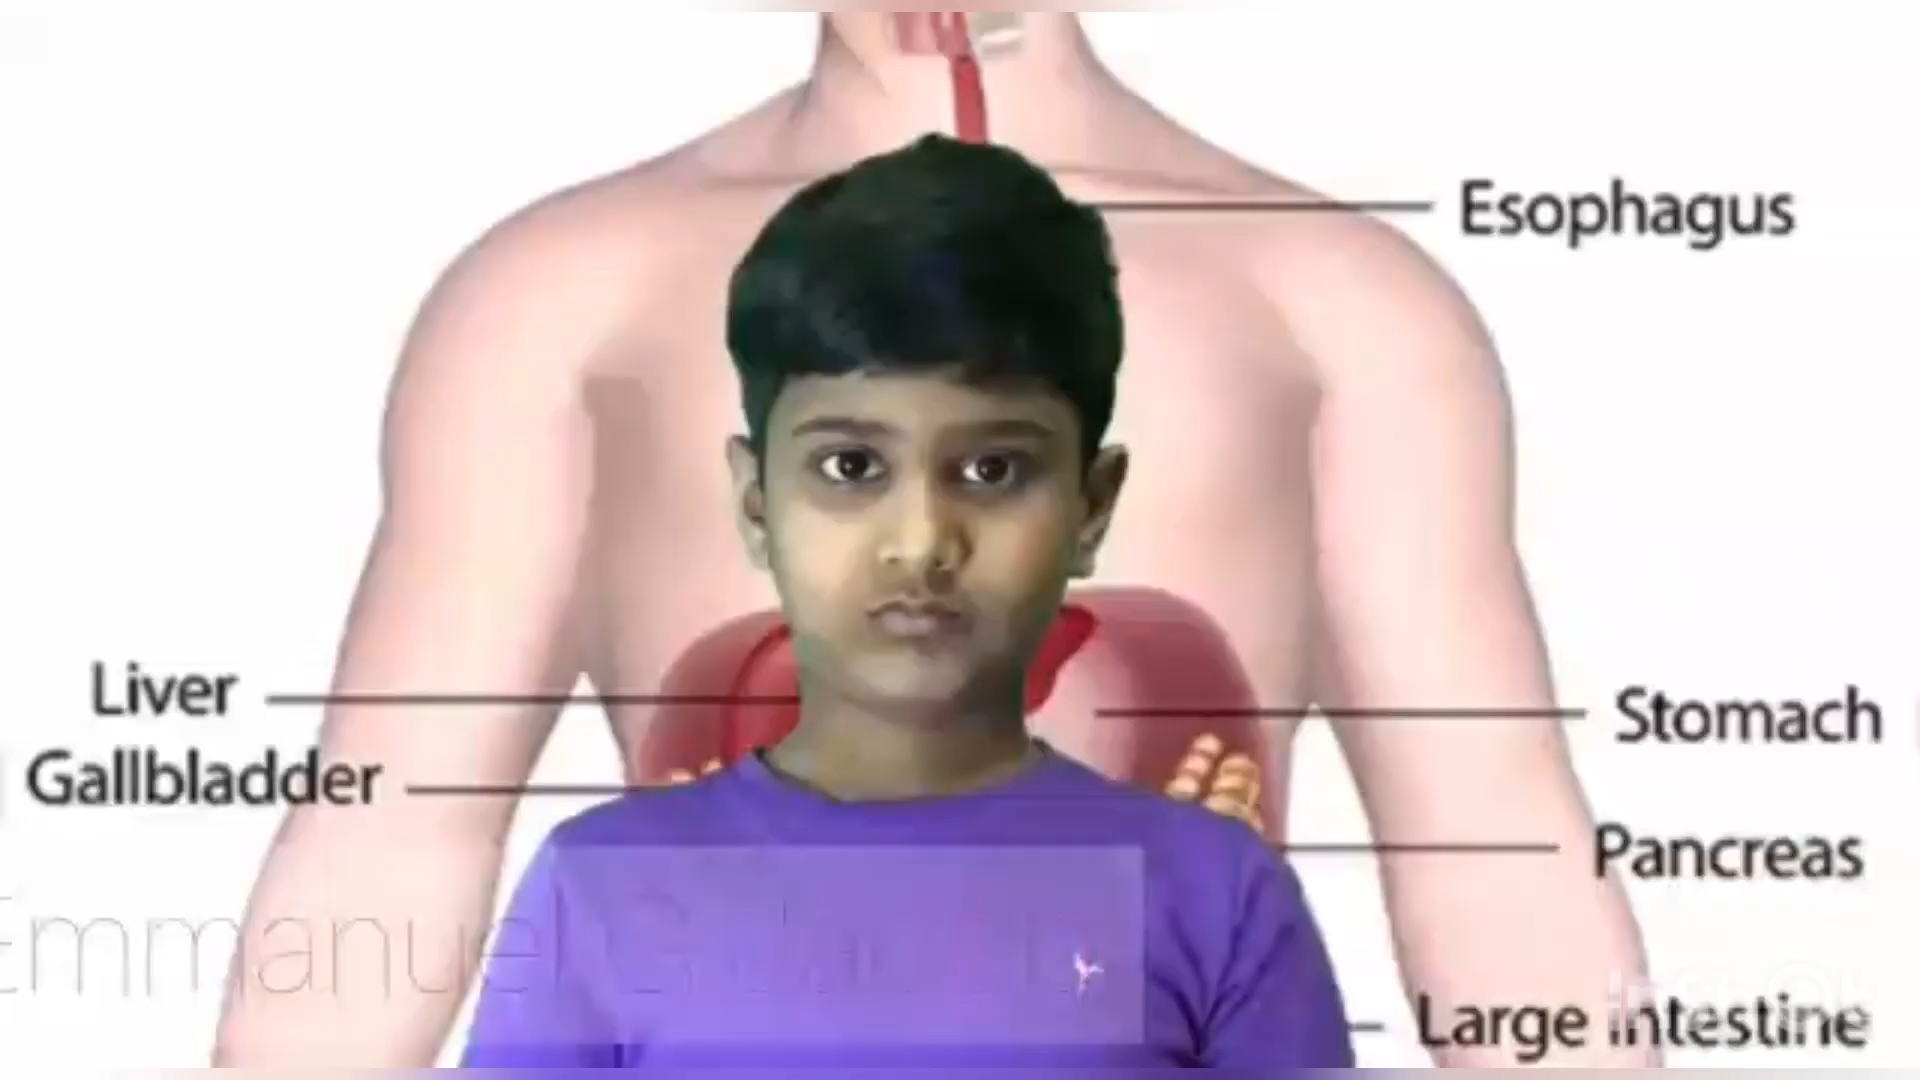 Esophagus
Liver
Stomach
Gallbladder
Pancreas
Emmanuel
Large intestine